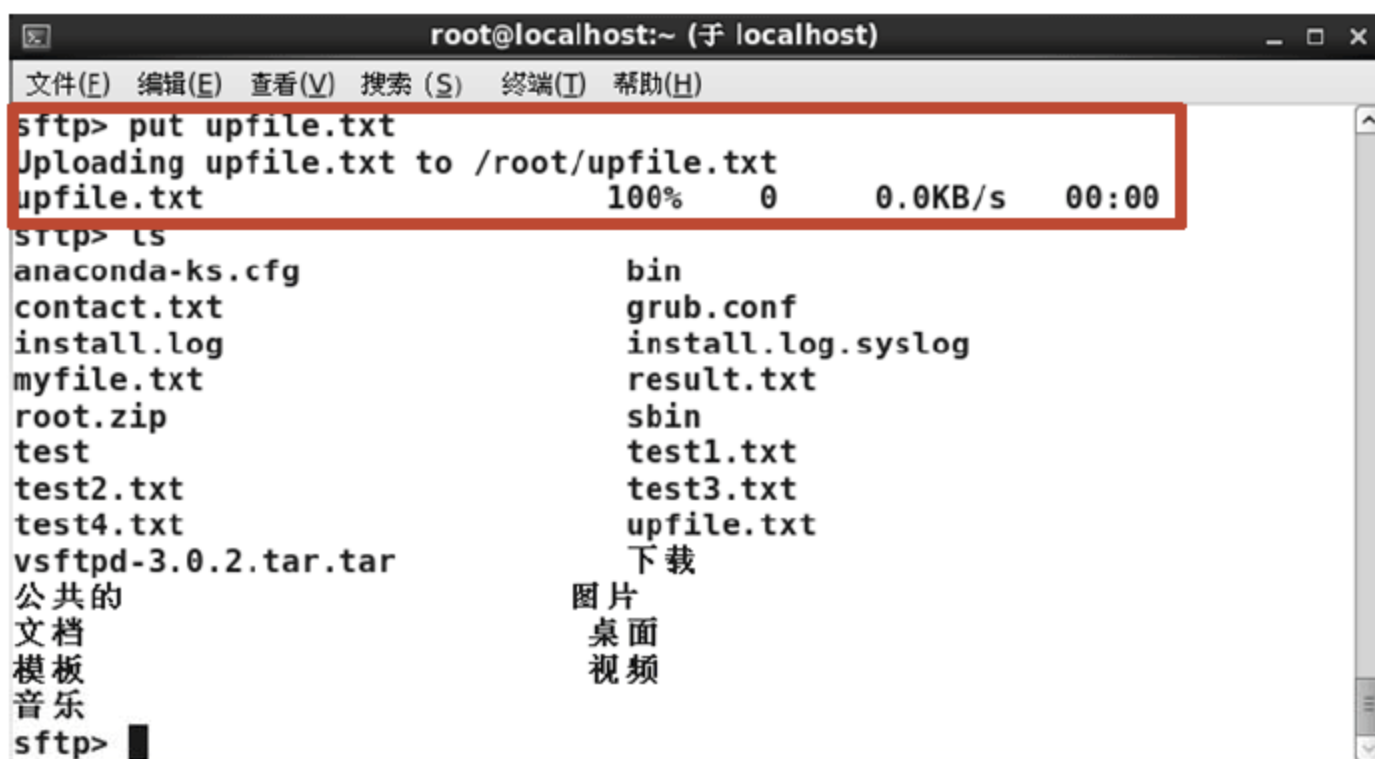 root@localhost:~ (于 localhost)
文件(F) 编辑(E) 查看(V) 搜索 (S) 终端(T) 帮助(H)
sftp> put upfile.txt
Uploading upfile.txt to /root/upfile.txt
upfile.txt 100% 0 0.0KB/s 00:00
sftp> ls
anaconda-ks.cfg bin
contact.txt grub.conf
install.log install.log.syslog
myfile.txt result.txt
root.zip sbin
test test1.txt
test2.txt test3.txt
test4.txt upfile.txt
vsftpd-3.0.2.tar.tar 下载
公共的 图片
文档 桌面
模板 视频
音乐
sftp>